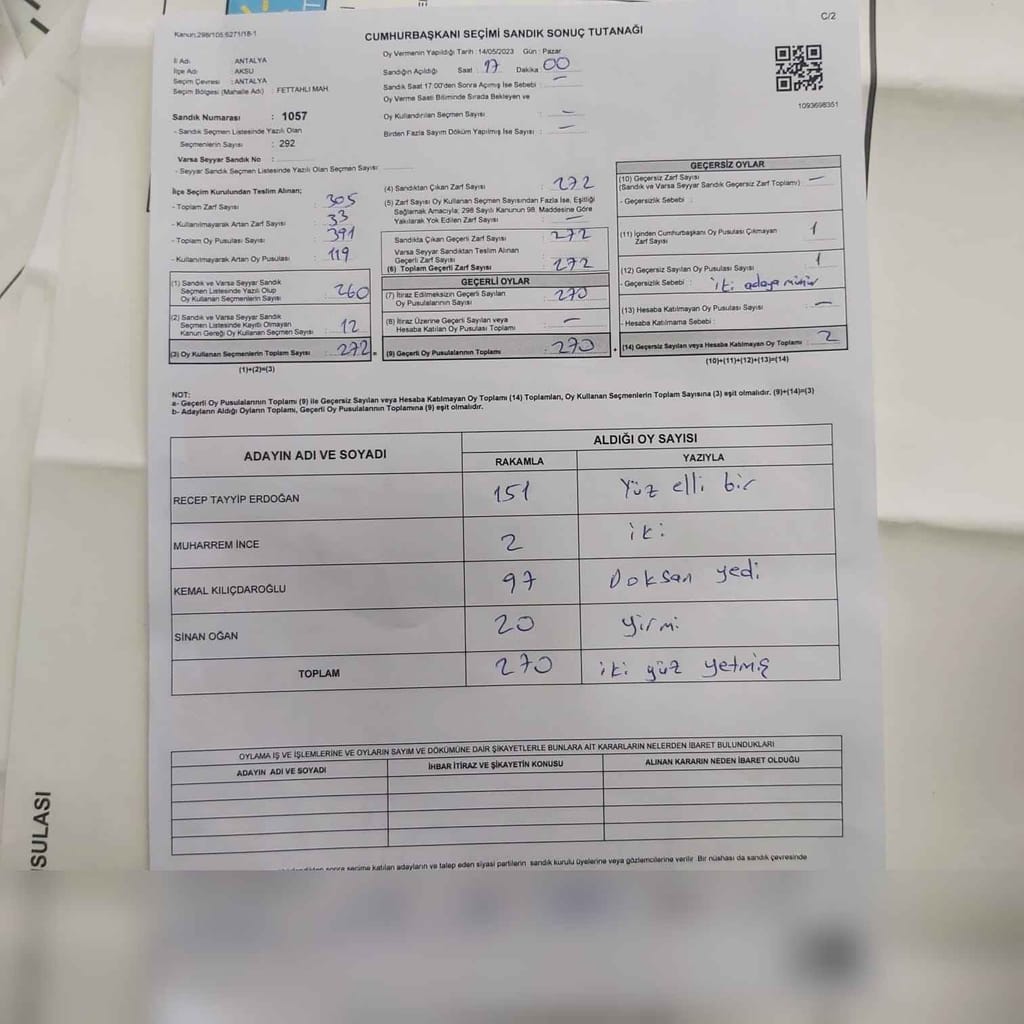 C/2
Kanun:298/105.6271/18-1
CUMHURBAŞKANI SEÇİMİ SANDIK SONUÇ TUTANAĞI
İl Adı : ANTALYA
İlçe Adı : AKSU
Seçim Çevresi : ANTALYA
Seçim Bölgesi (Mahalle Adı) : FETTAHLI MAH.
Sandık Numarası : 1057
- Sandık Seçmen Listesinde Yazılı Olan
Seçmenlerin Sayısı : 292
Varsa Seyyar Sandık No :
- Seyyar Sandık Seçmen Listesinde Yazılı Olan Seçmen Sayısı :
Oy Vermenin Yapıldığı Tarih : 14/05/2023 Gün : Pazar
Sandığın Açıldığı Saat : 17 Dakika : 00
Sandık Saat 17.00'den Sonra Açımış İse Sebebi : —
Oy Verme Saati Bitiminde Sırada Bekleyen ve
Oy Kullandırılan Seçmen Sayısı : —
Birden Fazla Sayım Döküm Yapılmış İse Sayısı : —
1093698351
İlçe Seçim Kurulundan Teslim Alınan;
- Toplam Zarf Sayısı : 305
- Kullanılmayarak Artan Zarf Sayısı : 33
- Toplam Oy Pusulası Sayısı : 391
- Kullanılmayarak Artan Oy Pusulası : 119
(1) Sandık ve Varsa Seyyar Sandık
Seçmen Listesinde Yazılı Olup
Oy Kullanan Seçmenlerin Sayısı : 260
(2) Sandık ve Varsa Seyyar Sandık
Seçmen Listesinde Kayıtlı Olmayan
Kanun Gereği Oy Kullanan Seçmen Sayısı : 12
(3) Oy Kullanan Seçmenlerin Toplam Sayısı : 272
(1)+(2)=(3)
(4) Sandıktan Çıkan Zarf Sayısı : 272
(5) Zarf Sayısı Oy Kullanan Seçmen Sayısından Fazla İse, Eşitliği
Sağlamak Amacıyla; 298 Sayılı Kanunun 98. Maddesine Göre
Yakılarak Yok Edilen Zarf Sayısı : —
Sandıkta Çıkan Geçerli Zarf Sayısı : 272
Varsa Seyyar Sandıktan Teslim Alınan
Geçerli Zarf Sayısı :
(6) Toplam Geçerli Zarf Sayısı : 272
GEÇERLİ OYLAR
(7) İtiraz Edilmeksizin Geçerli Sayılan
Oy Pusulalarının Sayısı : 270
(8) İtiraz Üzerine Geçerli Sayılan veya
Hesaba Katılan Oy Pusulası Toplamı : —
(9) Geçerli Oy Pusulalarının Toplamı : 270
GEÇERSİZ OYLAR
(10) Geçersiz Zarf Sayısı : —
(Sandık ve Varsa Seyyar Sandık Geçersiz Zarf Toplamı)
- Geçersizlik Sebebi :
(11) İçinden Cumhurbaşkanı Oy Pusulası Çıkmayan
Zarf Sayısı : 1
(12) Geçersiz Sayılan Oy Pusulası Sayısı : 1
- Geçersizlik Sebebi : iki adaya mühür
(13) Hesaba Katılmayan Oy Pusulası Sayısı : —
- Hesaba Katılmama Sebebi :
(14) Geçersiz Sayılan veya Hesaba Katılmayan Oy Toplamı : 2
(10)+(11)+(12)+(13)=(14)
NOT:
a- Geçerli Oy Pusulalarının Toplamı (9) ile Geçersiz Sayılan veya Hesaba Katılmayan Oy Toplamı (14) Toplamları, Oy Kullanan Seçmenlerin Toplam Sayısına (3) eşit olmalıdır. (9)+(14)=(3)
b- Adayların Aldığı Oyların Toplamı, Geçerli Oy Pusulalarının Toplamına (9) eşit olmalıdır.
ADAYIN ADI VE SOYADI ALDIĞI OY SAYISI
RAKAMLA YAZIYLA
RECEP TAYYİP ERDOĞAN 151 Yüz elli bir
MUHARREM İNCE 2 iki
KEMAL KILIÇDAROĞLU 97 Doksan yedi
SİNAN OĞAN 20 yirmi
TOPLAM 270 iki yüz yetmiş
OYLAMA İŞ VE İŞLEMLERİNE VE OYLARIN SAYIM VE DÖKÜMÜNE DAİR ŞİKAYETLERLE BUNLARA AİT KARARLARIN NELERDEN İBARET BULUNDUKLARI
ADAYIN ADI VE SOYADI İHBAR İTİRAZ VE ŞİKAYETİN KONUSU ALINAN KARARIN NEDEN İBARET OLDUĞU
sonra seçime katılan adayların ve talep eden siyasi partilerin sandık kurulu üyelerine veya gözlemcilerine verilir. Bir nüshası da sandık çevresinde
USULASI